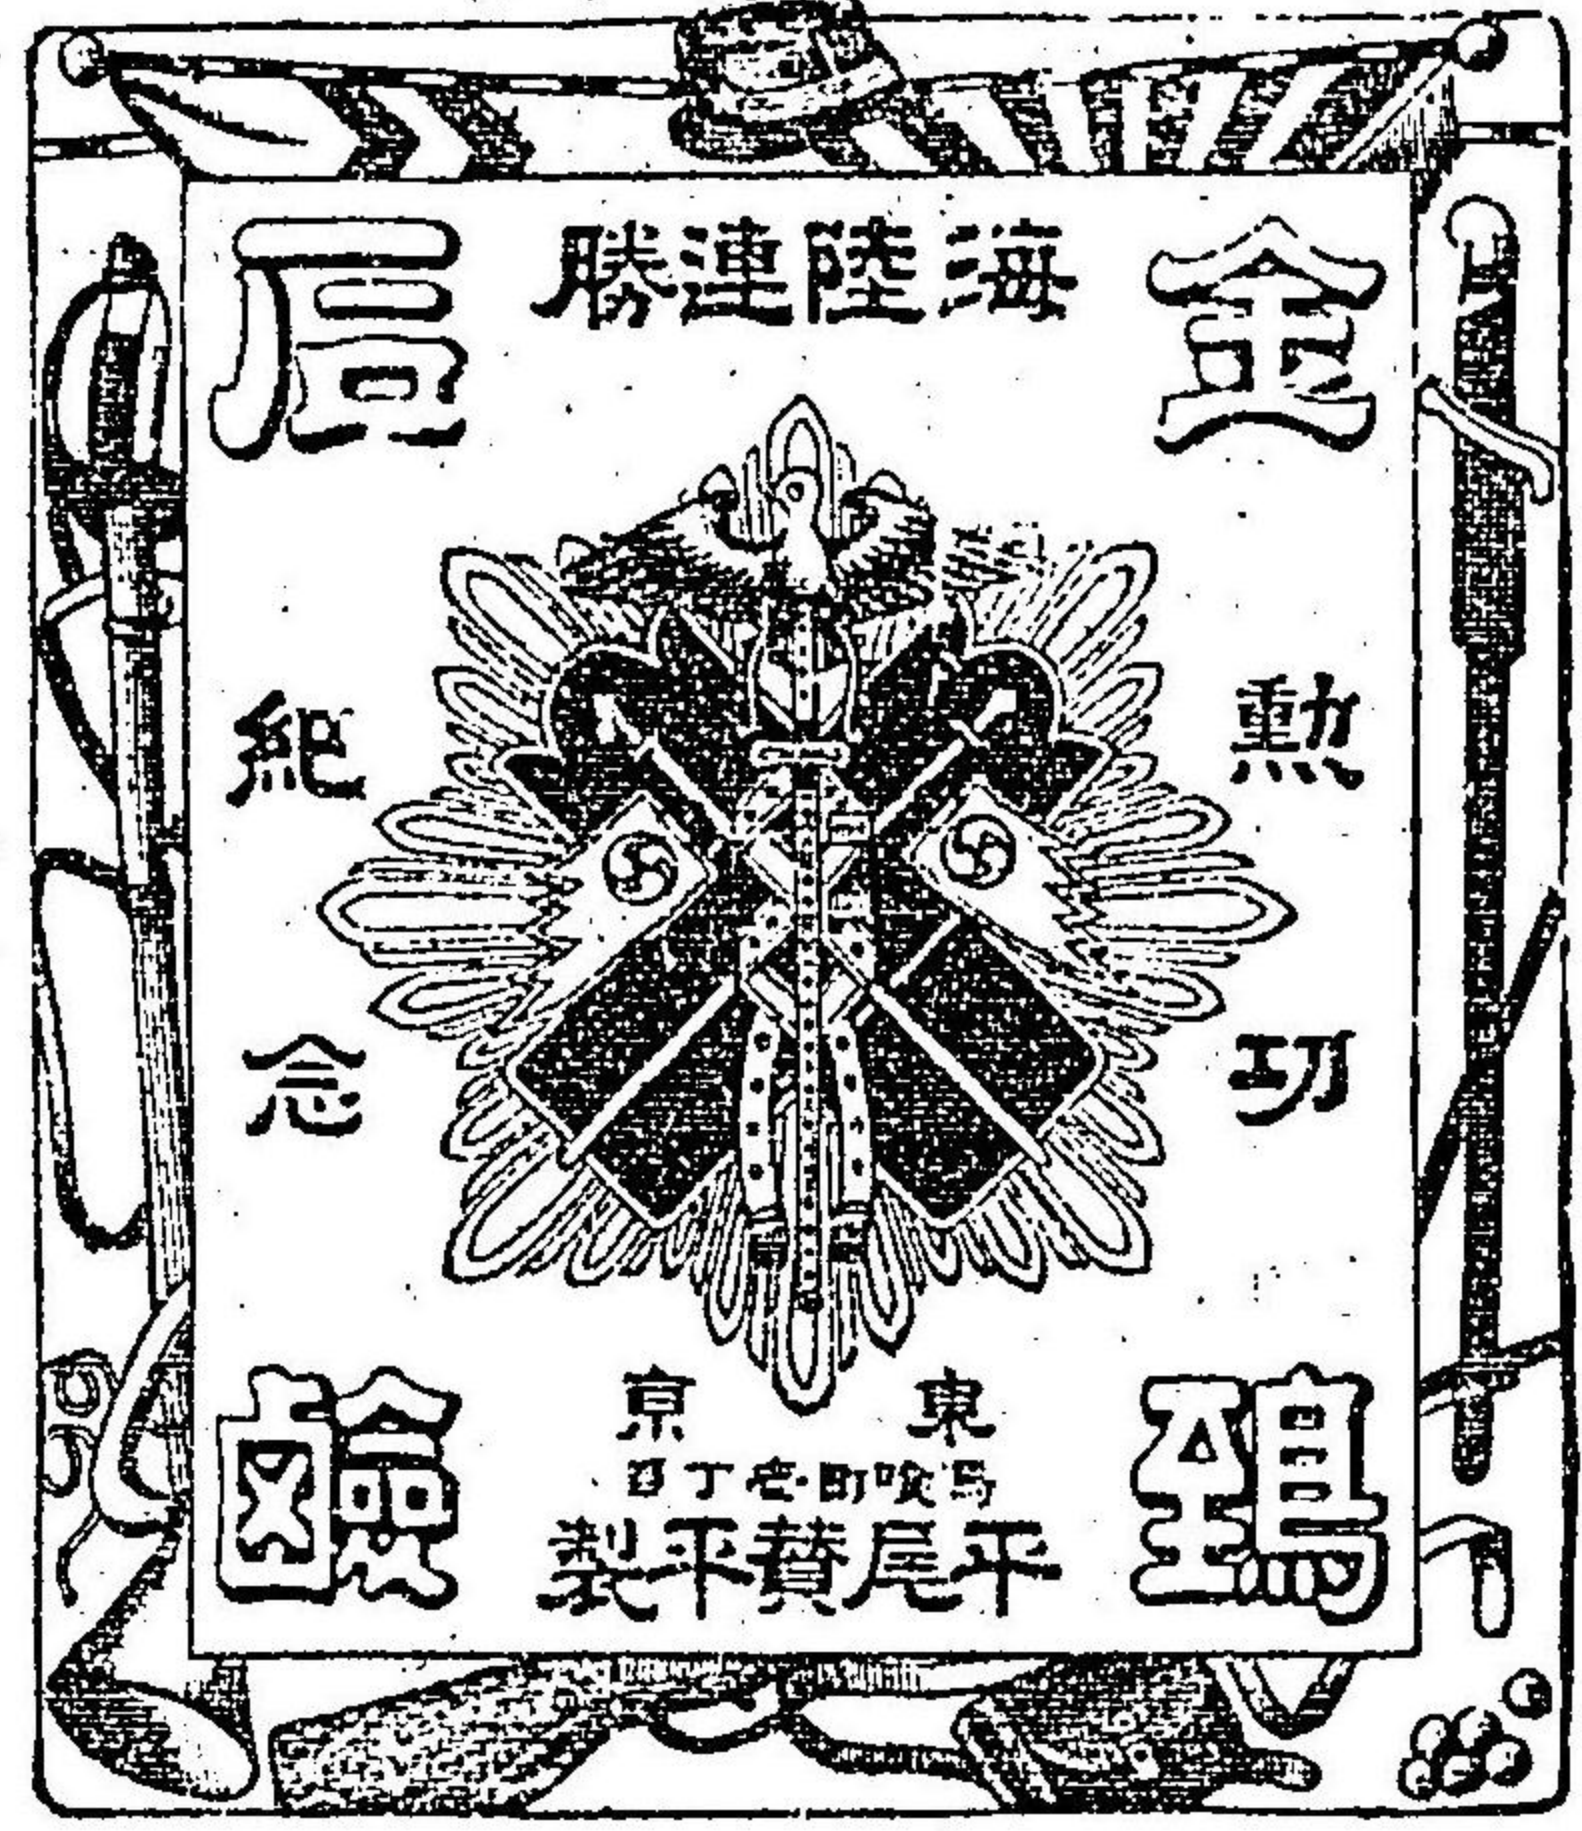 海陸連勝
金鵄
石鹼
勲功
紀念
東京
馬喰町壱丁目
平尾賛平製